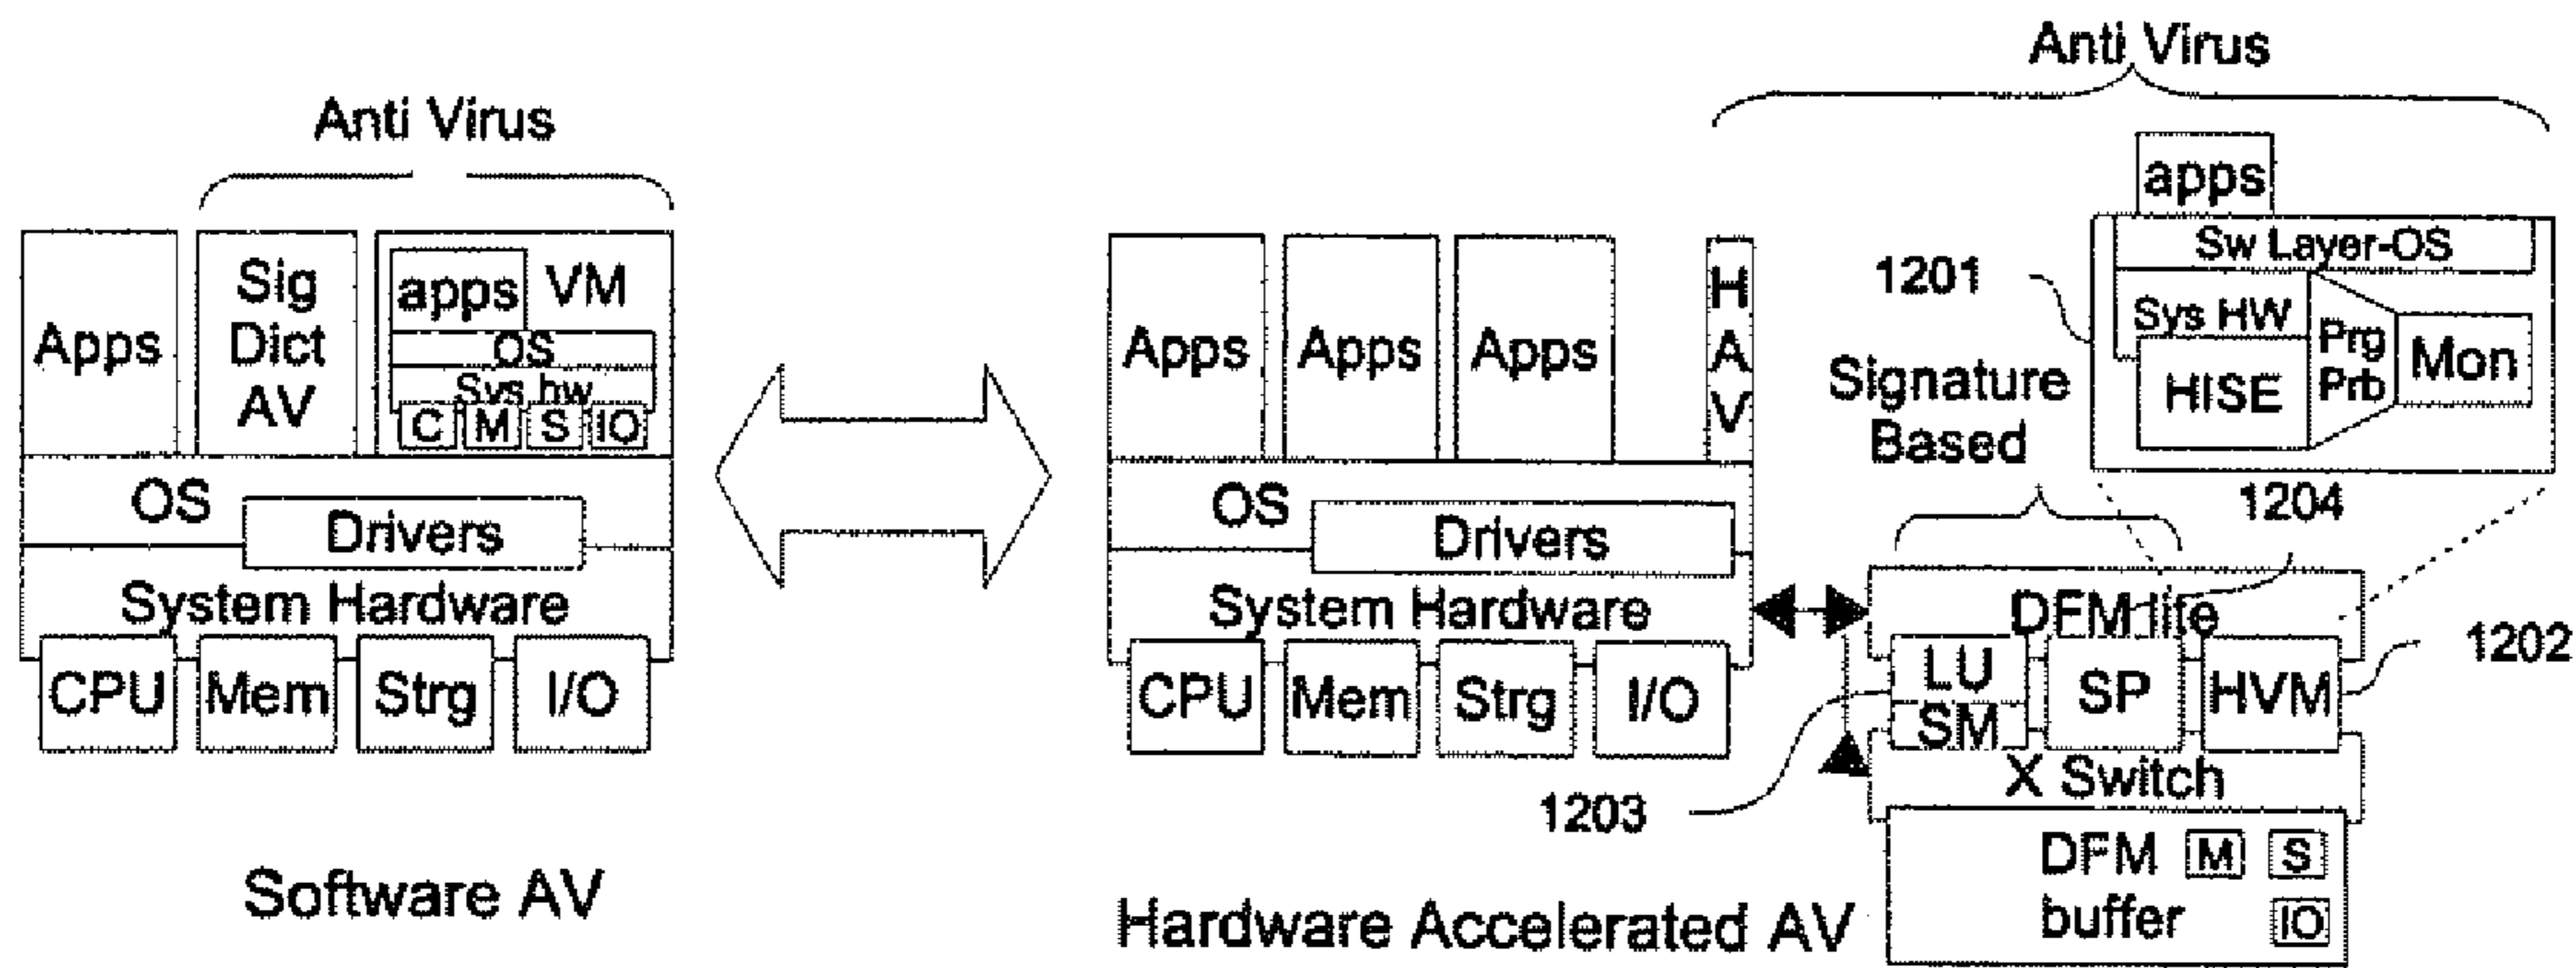 Anti Virus
Apps
Sig
Dict
AV
apps
VM
OS
Sys hw
C M S IO
OS
Drivers
System Hardware
CPU Mem Strg I/O
Software AV
Anti Virus
Apps Apps Apps
H
A
V
OS
Drivers
System Hardware
CPU Mem Strg I/O
apps
Sw Layer-OS
1201
Sys HW
HISE
Prg
Prb
Mon
Signature
Based
1204
DFM lite
LU
SM
SP
HVM
1202
1203
X Switch
DFM M S
buffer IO
Hardware Accelerated AV